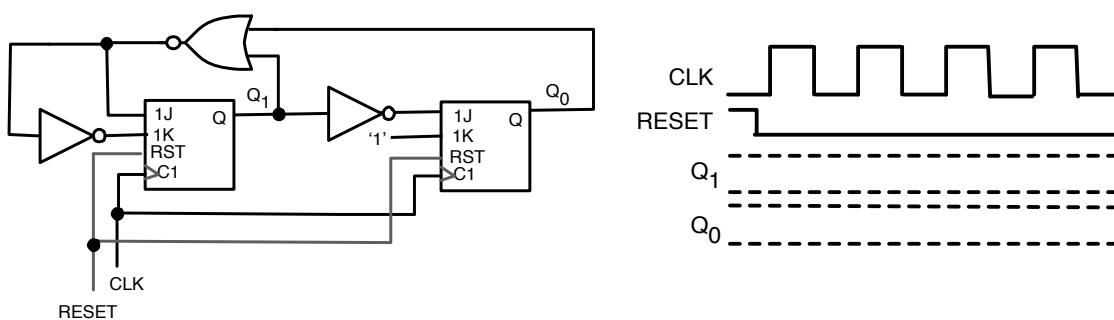 Q1
1J
Q
1K
RST
C1
Q0
1J
Q
'1'
1K
RST
C1
CLK
RESET
CLK
RESET
Q1
Q0